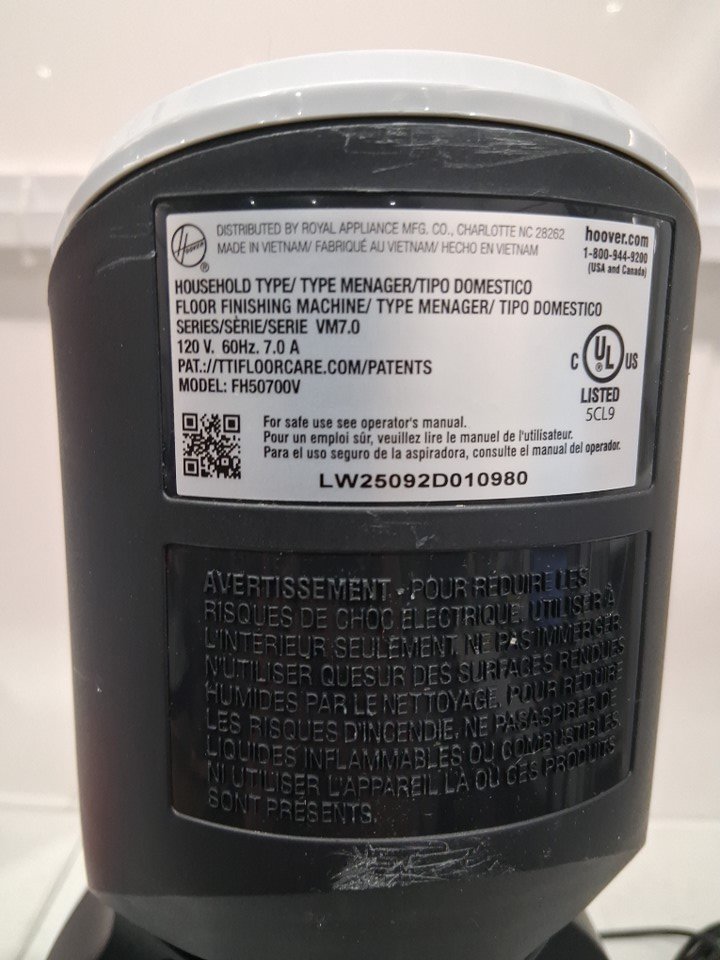 HOOVER
®
DISTRIBUTED BY ROYAL APPLIANCE MFG. CO., CHARLOTTE NC 28262
MADE IN VIETNAM/ FABRIQUÉ AU VIETNAM/ HECHO EN VIETNAM
hoover.com
1-800-944-9200
(USA and Canada)
HOUSEHOLD TYPE/ TYPE MENAGER/TIPO DOMESTICO
FLOOR FINISHING MACHINE/ TYPE MENAGER/ TIPO DOMESTICO
SERIES/SÈRIE/SERIE VM7.0
120 V. 60Hz. 7.0 A
PAT.://TTIFLOORCARE.COM/PATENTS
MODEL: FH50700V
C UL US
LISTED
5CL9
For safe use see operator's manual.
Pour un emploi sûr, veuillez lire le manuel de l'utilisateur.
Para el uso seguro de la aspiradora, consulte el manual del operador.
LW25092D010980
AVERTISSEMENT - POUR RÉDUIRE LES
RISQUES DE CHOC ÉLECTRIQUE, UTILISER À
L'INTÉRIEUR SEULEMENT, NE PAS IMMERGER
N'UTILISER QUESUR DES SURFACES RENDUES
HUMIDES PAR LE NETTOYAGE, POUR RÉDUIRE
LES RISQUES D'INCENDIE, NE PAS ASPIRER DE
LIQUIDES INFLAMMABLES OU COMBUSTIBLES
NI UTILISER L'APPAREIL LÀ OÙ CES PRODUITS
SONT PRÉSENTS.